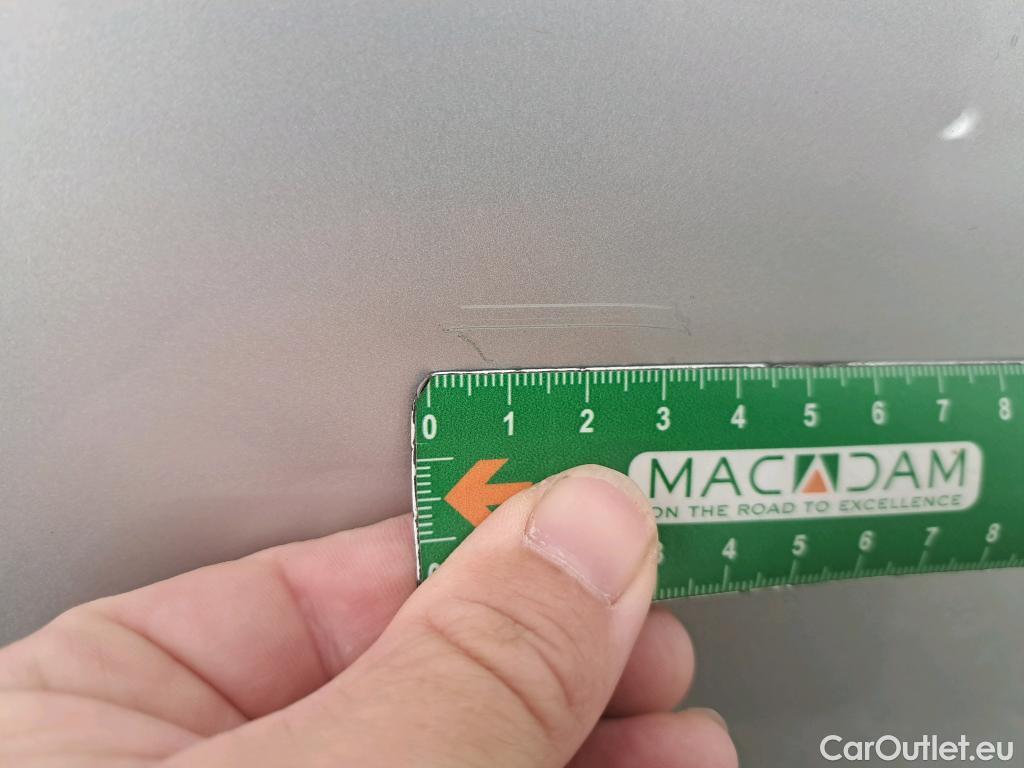 0 1 2 3 4 5 6 7 8
MACADAM
ON THE ROAD TO EXCELLENCE
3 4 5 6 7 8
CarOutlet.eu